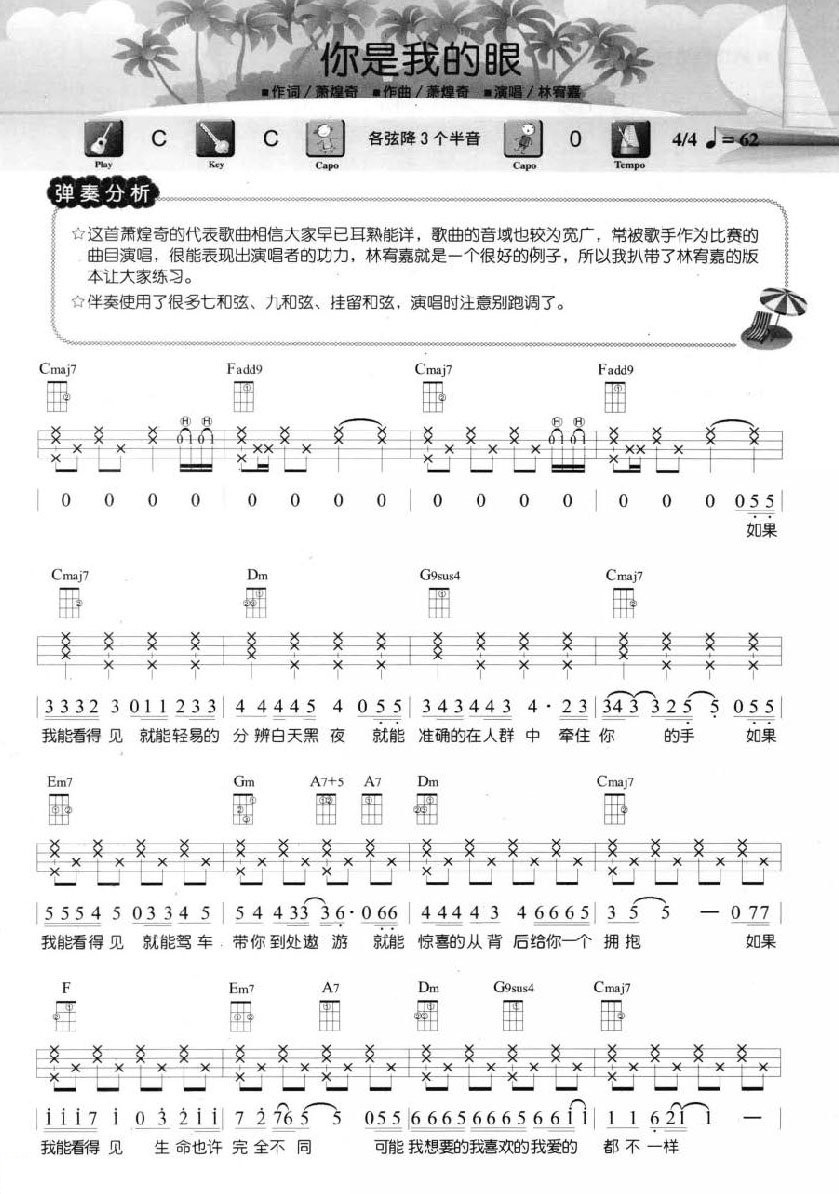 你是我的眼
■作词/萧煌奇 ■作曲/萧煌奇 ■演唱/林宥嘉
Play C Key C Capo 各弦降3个半音 Capo 0 Tempo 4/4 ♩=62
弹奏分析
☆这首萧煌奇的代表歌曲相信大家早已耳熟能详，歌曲的音域也较为宽广，常被歌手作为比赛的
曲目演唱，很能表现出演唱者的功力，林宥嘉就是一个很好的例子，所以我扒带了林宥嘉的版
本让大家练习。
☆伴奏使用了很多七和弦、九和弦、挂留和弦，演唱时注意别跑调了。
Cmaj7 Fadd9 Cmaj7 Fadd9
H H H H
| 0 0 0 0 | 0 0 0 0 | 0 0 0 0 | 0 0 0 0 5 5 |
如果
Cmaj7 Dm G9sus4 Cmaj7
| 3 3 3 2 3 0 1 1 2 3 3 | 4 4 4 4 5 4 0 5 5 | 3 4 3 4 4 3 4 · 2 3 | 3 4 3 3 3 2 5 5 0 5 5 |
我能看得见 就能轻易的 分辨白天黑夜 就能 准确的在人群中 牵住你 的手 如果
Em7 Gm A7+5 A7 Dm Cmaj7
| 5 5 5 4 5 0 3 3 4 5 | 5 4 4 3 3 3 6 · 0 6 6 | 4 4 4 4 3 4 6 6 6 5 | 3 5 5 — 0 7 7 |
我能看得见 就能驾车 带你到处遨游 就能 惊喜的从背后给你一个 拥抱 如果
F Em7 A7 Dm G9sus4 Cmaj7
| i i i 7 i 0 3 2 i i | 7 2 7 6 5 5 0 5 5 | 6 6 6 5 6 6 6 5 6 6 i i | 1 1 6 2 i i — |
我能看得见 生命也许 完全不同 可能 我想要的我喜欢的我爱的 都不一样